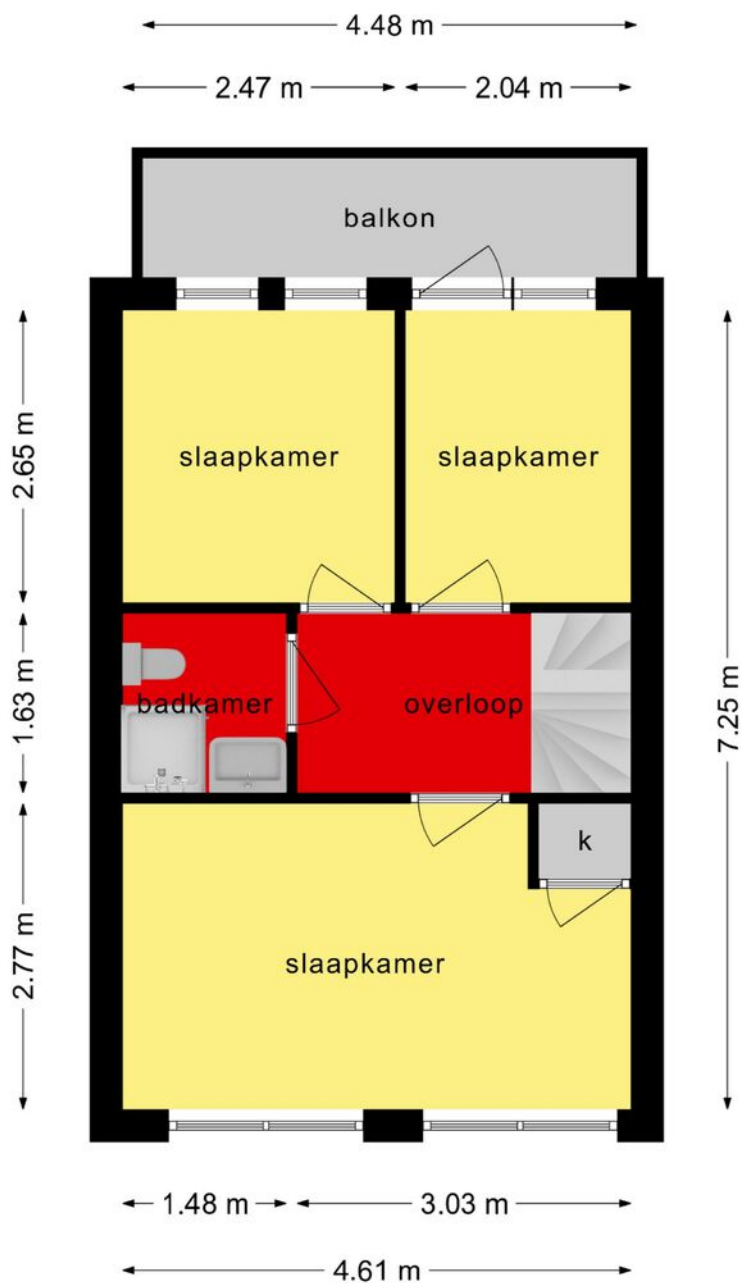 4.48 m
2.47 m
2.04 m
balkon
2.65 m
slaapkamer
slaapkamer
1.63 m
badkamer
overloop
7.25 m
k
2.77 m
slaapkamer
1.48 m
3.03 m
4.61 m